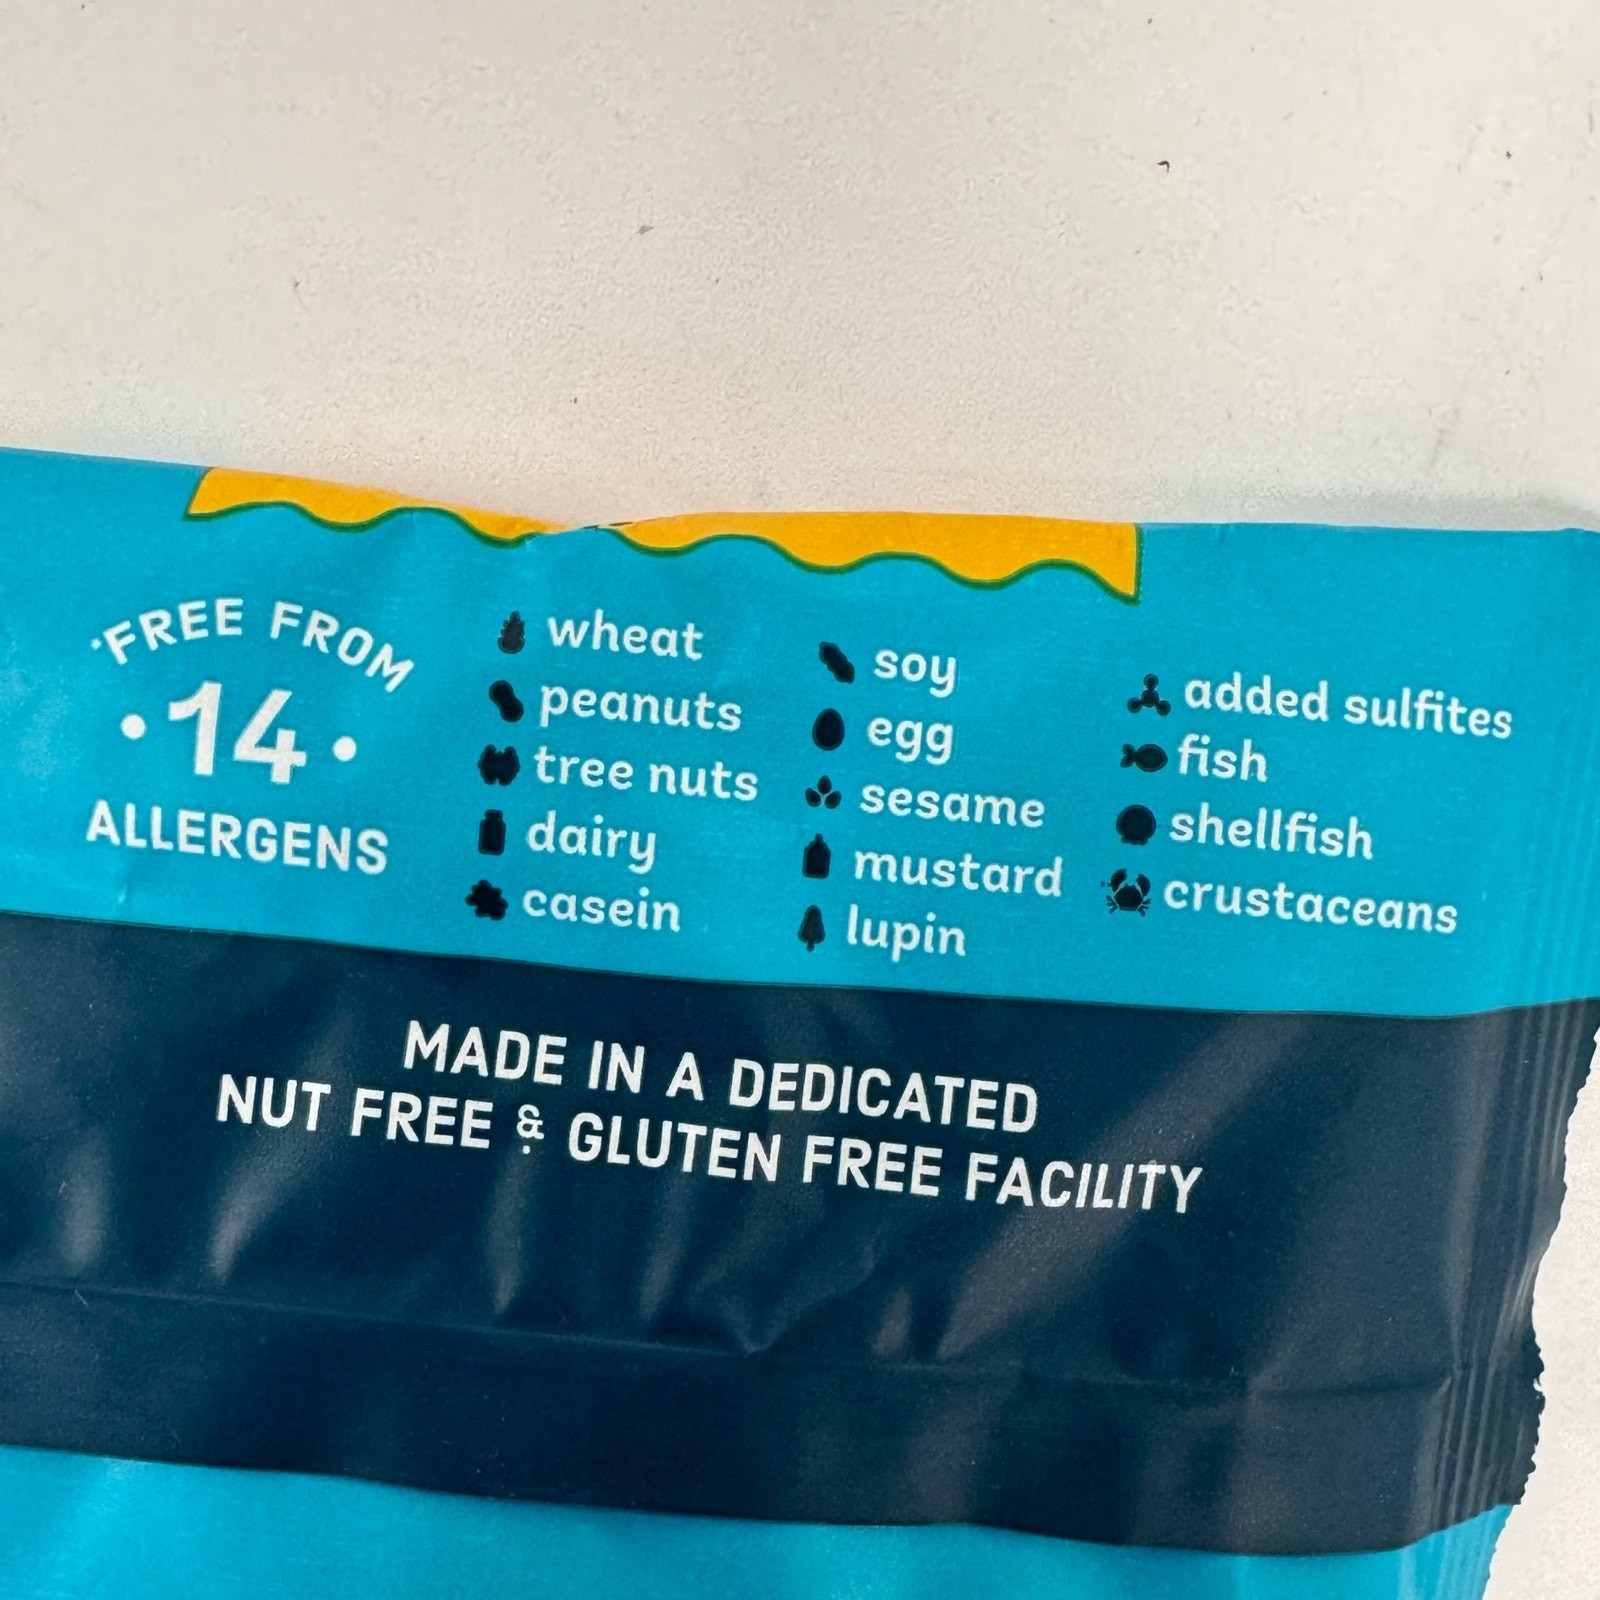 *FREE FROM
• 14 •
ALLERGENS
wheat
peanuts
tree nuts
dairy
casein
soy
egg
sesame
mustard
lupin
added sulfites
fish
shellfish
crustaceans
MADE IN A DEDICATED
NUT FREE & GLUTEN FREE FACILITY